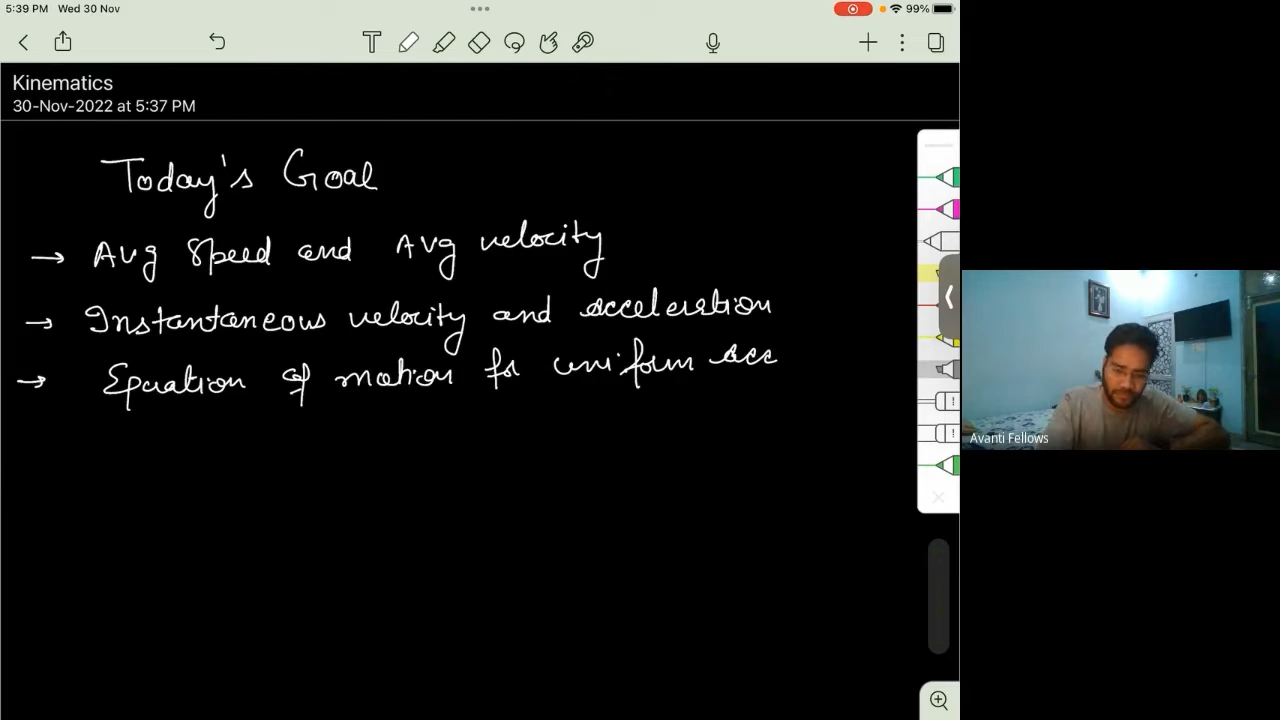 5:39 PM Wed 30 Nov
99%
T
Kinematics
30-Nov-2022 at 5:37 PM
Today's Goal
→ Avg Speed and Avg velocity
→ Instantaneous velocity and acceleration
→ Equation of motion for uniform acc
Avanti Fellows